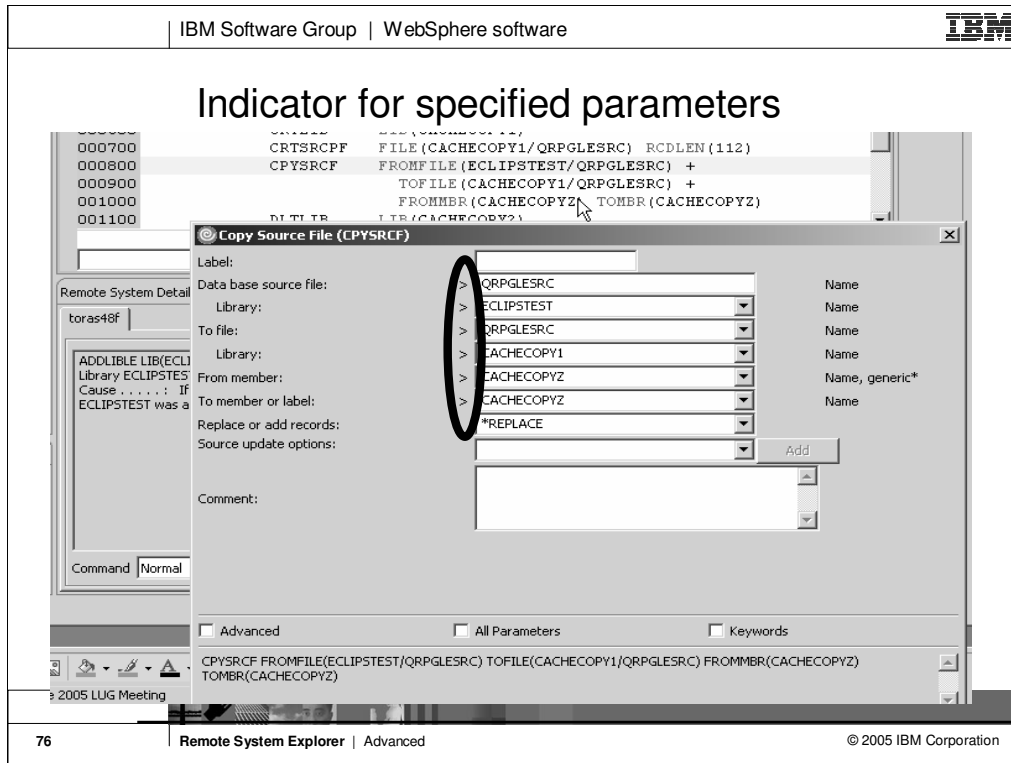 IBM Software Group | WebSphere software
IBM
Indicator for specified parameters
000700 CRTSRCPF FILE(CACHECOPY1/QRPGLESRC) RCDLEN(112)
000800 CPYSRCF FROMFILE(ECLIPSTEST/QRPGLESRC) +
000900 TOFILE(CACHECOPY1/QRPGLESRC) +
001000 FROMMBR(CACHECOPYZ) TOMBR(CACHECOPYZ)
001100 DLTLIB LIB(CACHECOPY2)
Copy Source File (CPYSRCF)
Label:
Data base source file: > QRPGLESRC Name
Library: > ECLIPSTEST Name
To file: > QRPGLESRC Name
Library: > CACHECOPY1 Name
From member: > CACHECOPYZ Name, generic*
To member or label: > CACHECOPYZ Name
Replace or add records: *REPLACE
Source update options: Add
Comment:
Remote System Detail
toras48f
ADDLIBLE LIB(ECLI
Library ECLIPSTES
Cause . . . . . : If
ECLIPSTEST was a
Command Normal
Advanced All Parameters Keywords
CPYSRCF FROMFILE(ECLIPSTEST/QRPGLESRC) TOFILE(CACHECOPY1/QRPGLESRC) FROMMBR(CACHECOPYZ)
TOMBR(CACHECOPYZ)
2005 LUG Meeting
76 Remote System Explorer | Advanced © 2005 IBM Corporation